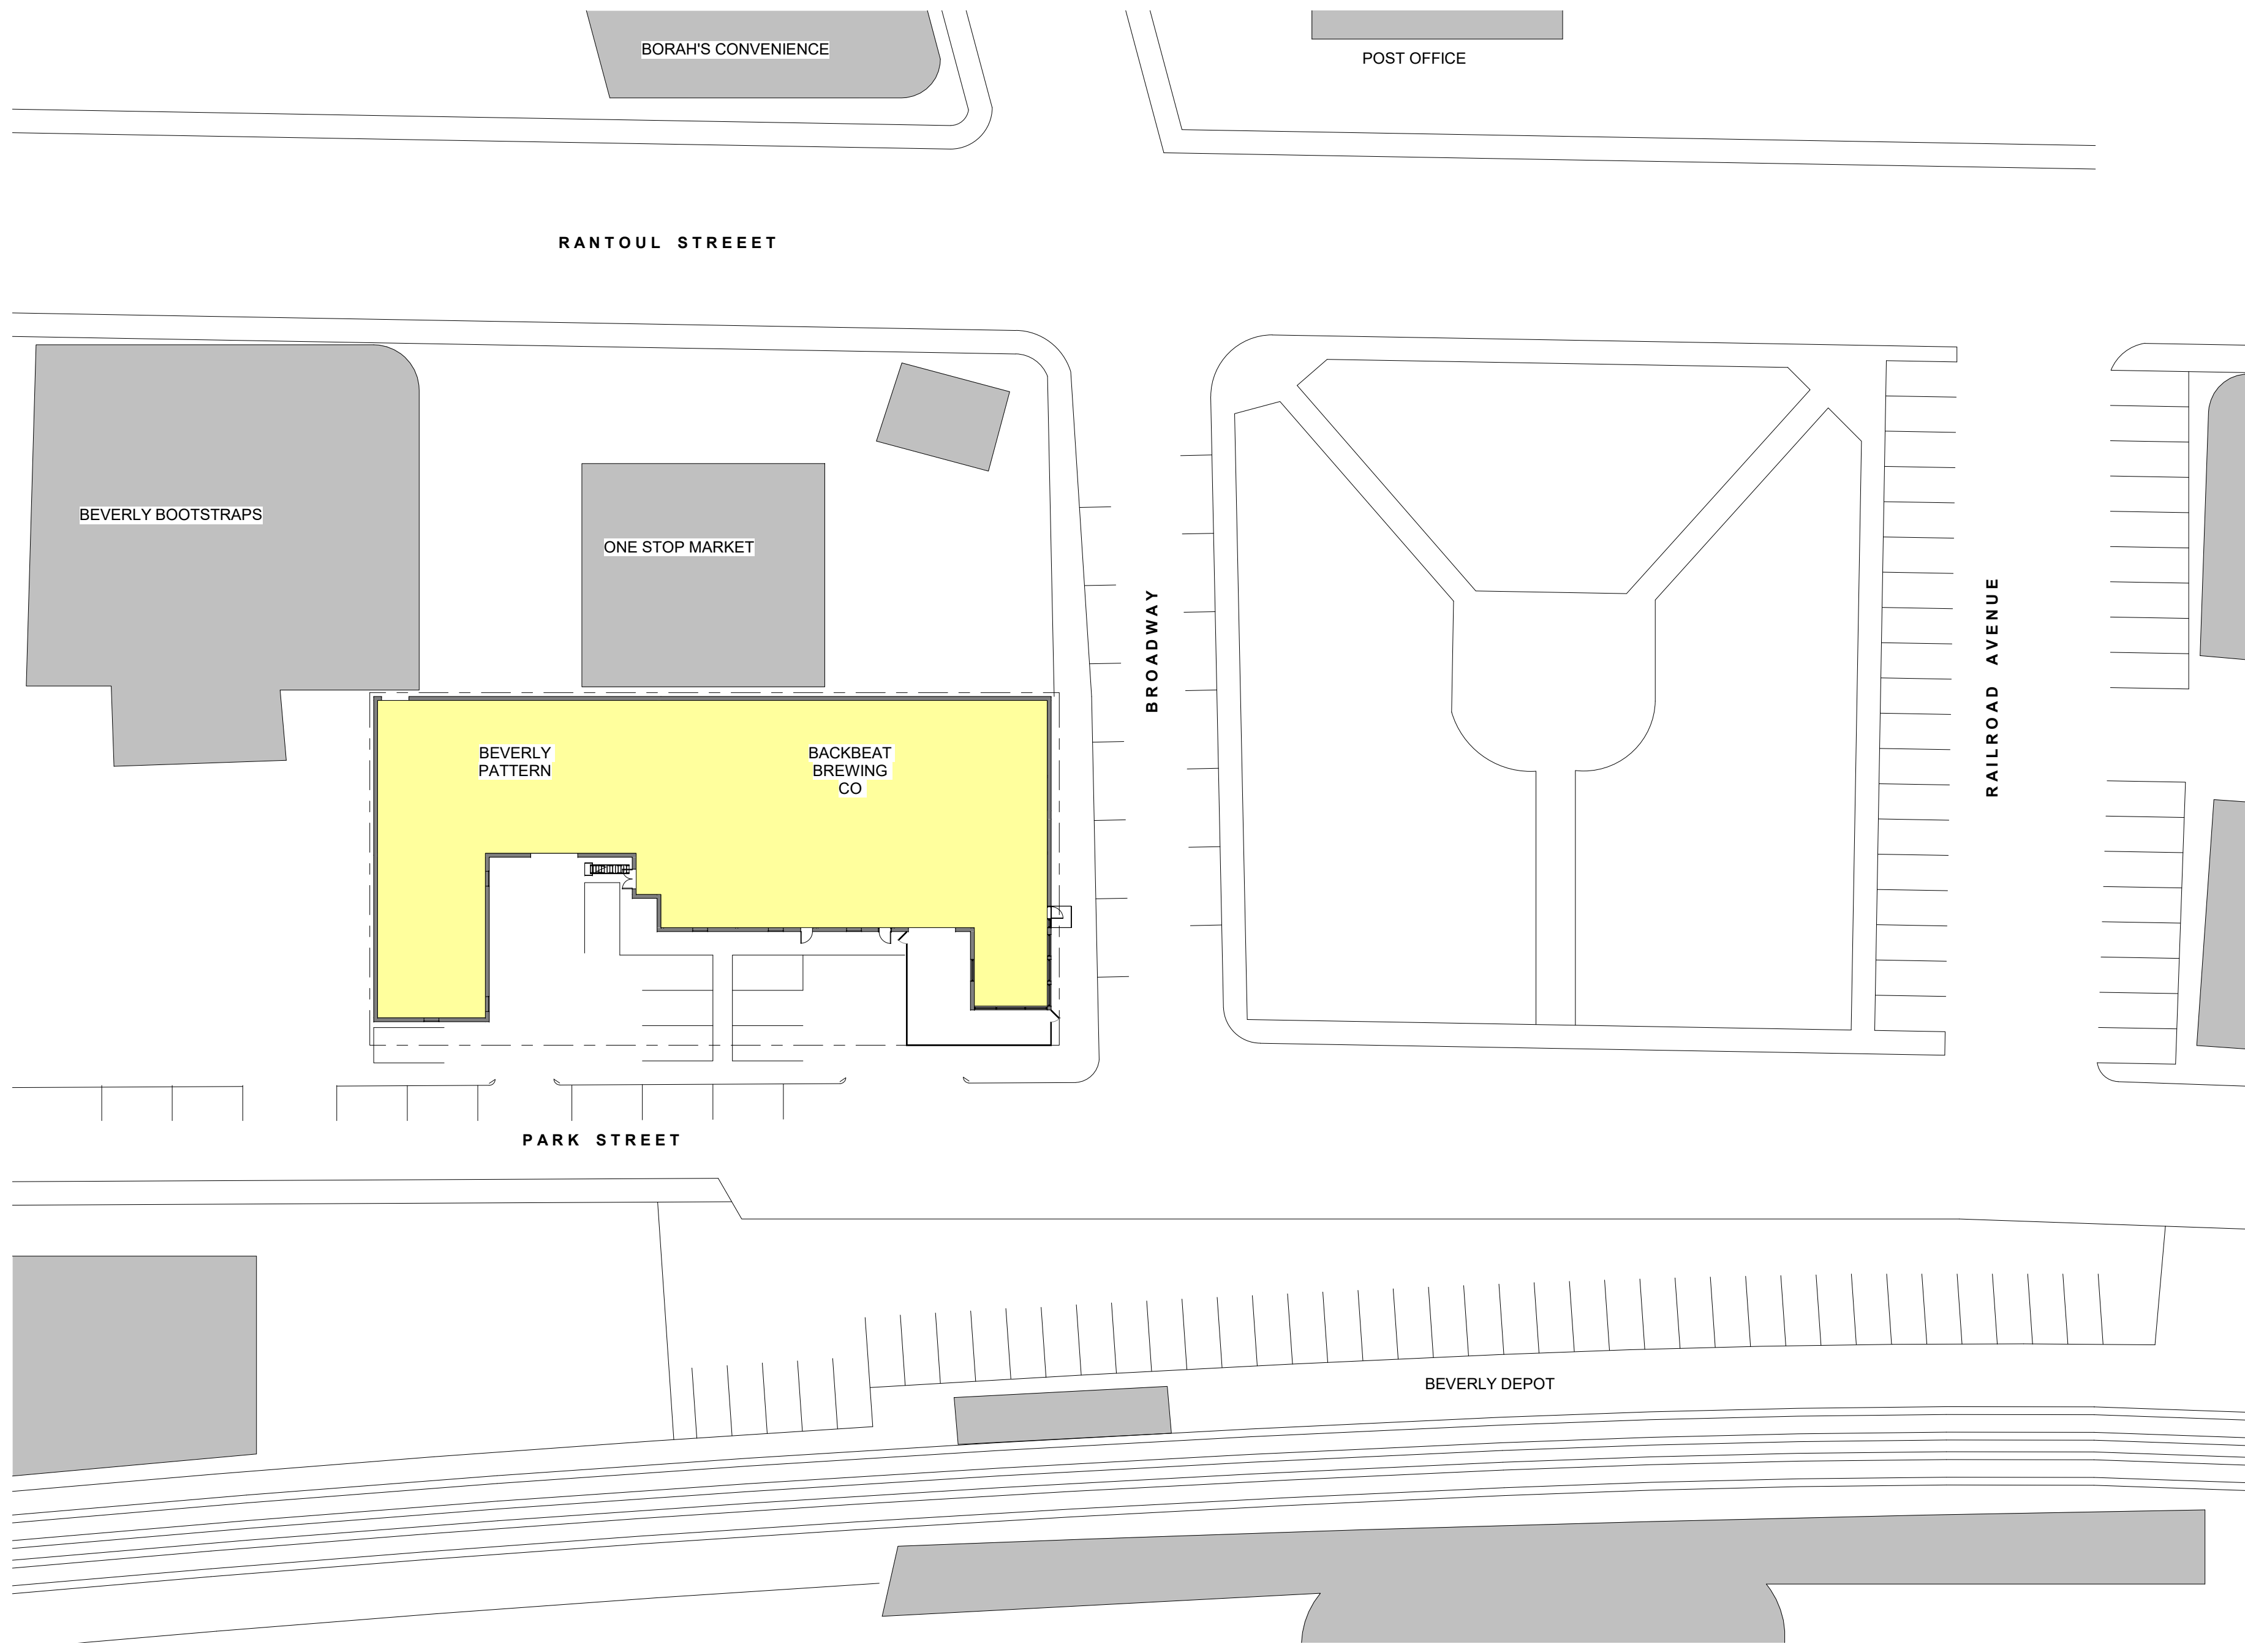 BORAH'S CONVENIENCE
POST OFFICE
RANTOUL STREEET
BEVERLY BOOTSTRAPS
ONE STOP MARKET
BROADWAY
RAILROAD AVENUE
BEVERLY
PATTERN
BACKBEAT
BREWING
CO
PARK STREET
BEVERLY DEPOT